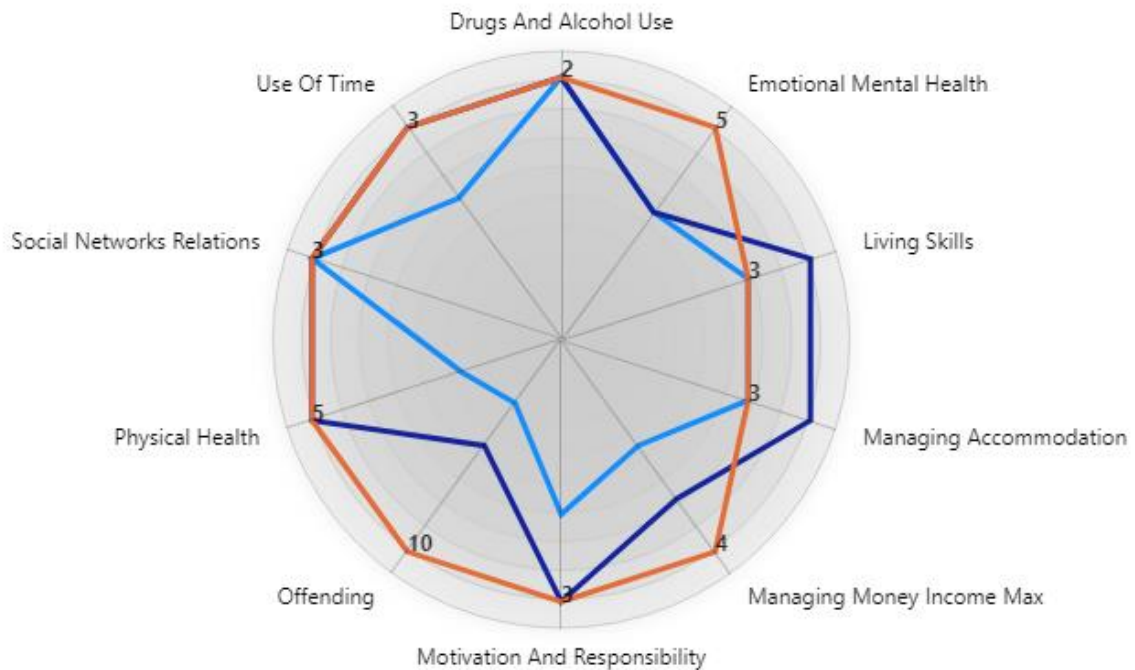 Drugs And Alcohol Use
2
Use Of Time
Emotional Mental Health
3
5
Social Networks Relations
3
Living Skills
3
Physical Health
5
3
Managing Accommodation
Offending
10
4
Managing Money Income Max
3
Motivation And Responsibility